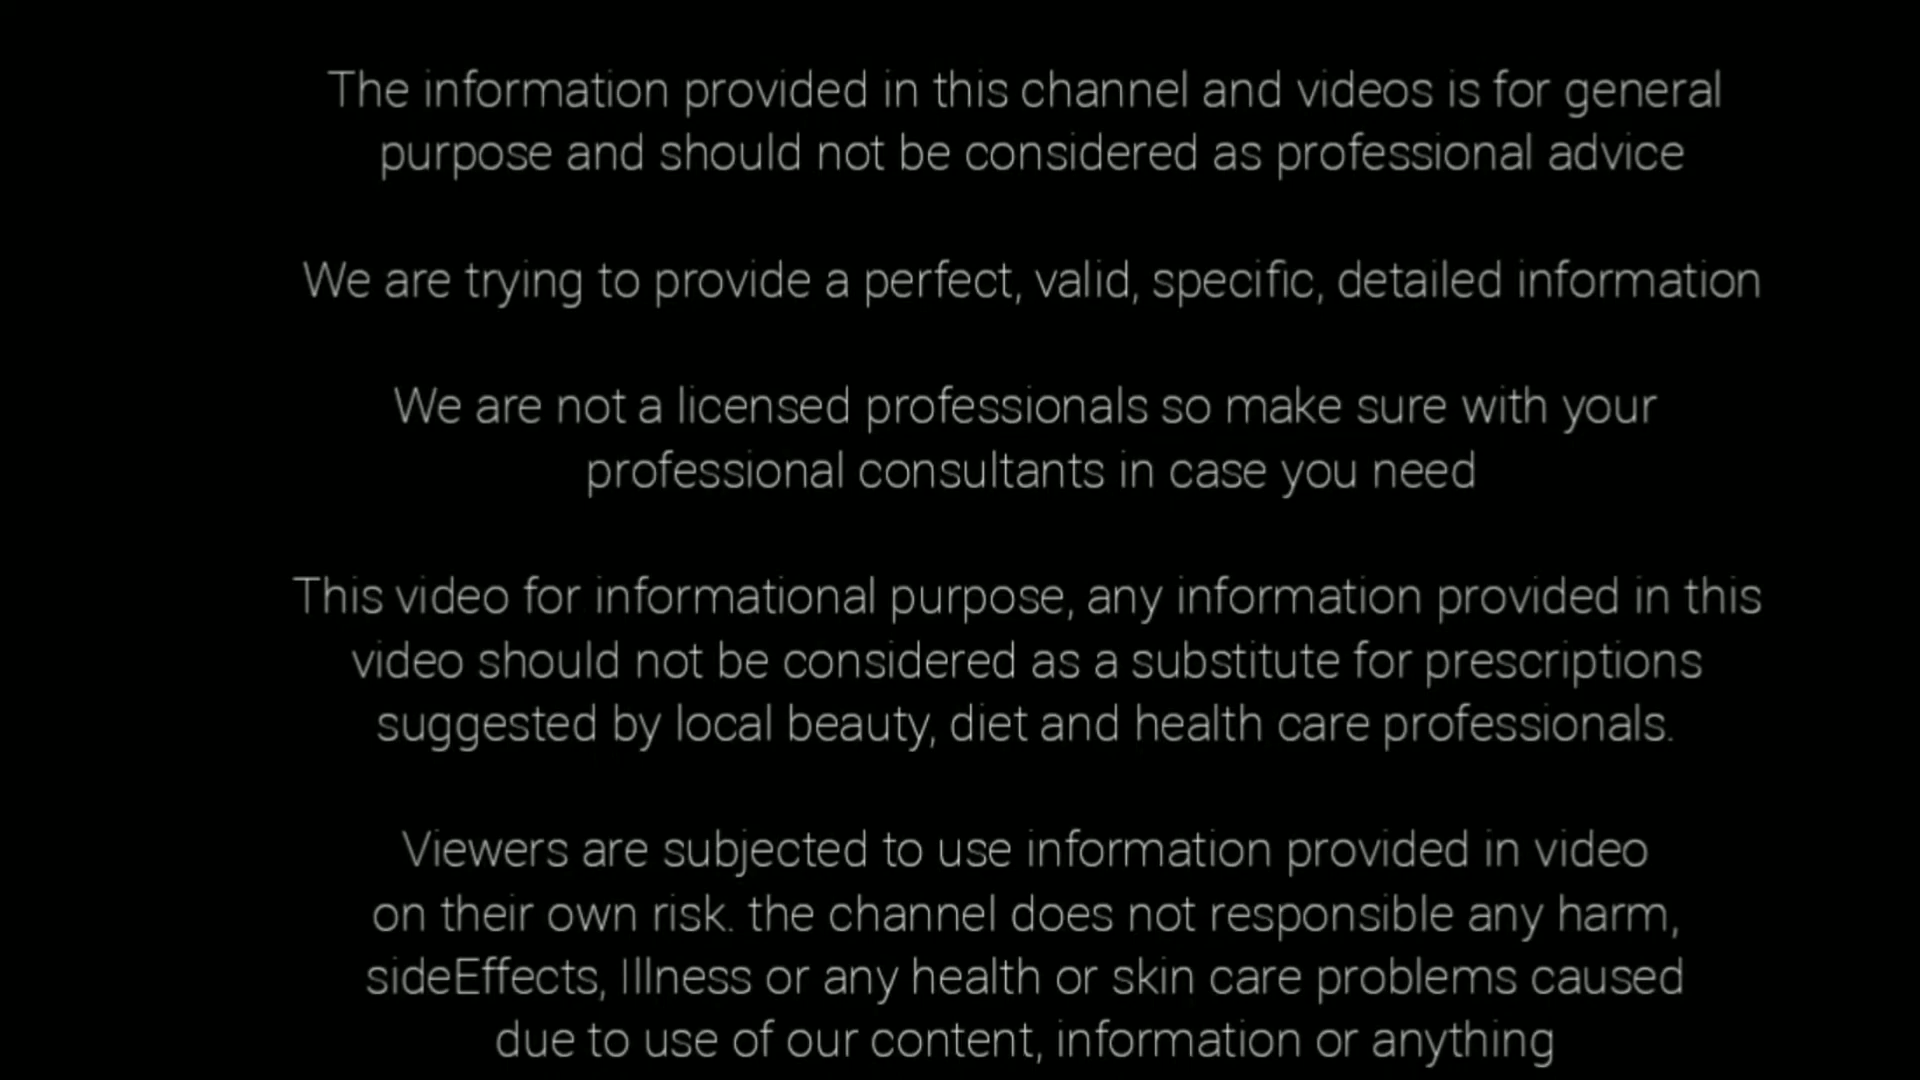 The information provided in this channel and videos is for general
purpose and should not be considered as professional advice
We are trying to provide a perfect, valid, specific, detailed information
We are not a licensed professionals so make sure with your
professional consultants in case you need
This video for informational purpose, any information provided in this
video should not be considered as a substitute for prescriptions
suggested by local beauty, diet and health care professionals.
Viewers are subjected to use information provided in video
on their own risk. the channel does not responsible any harm,
sideEffects, Illness or any health or skin care problems caused
due to use of our content, information or anything